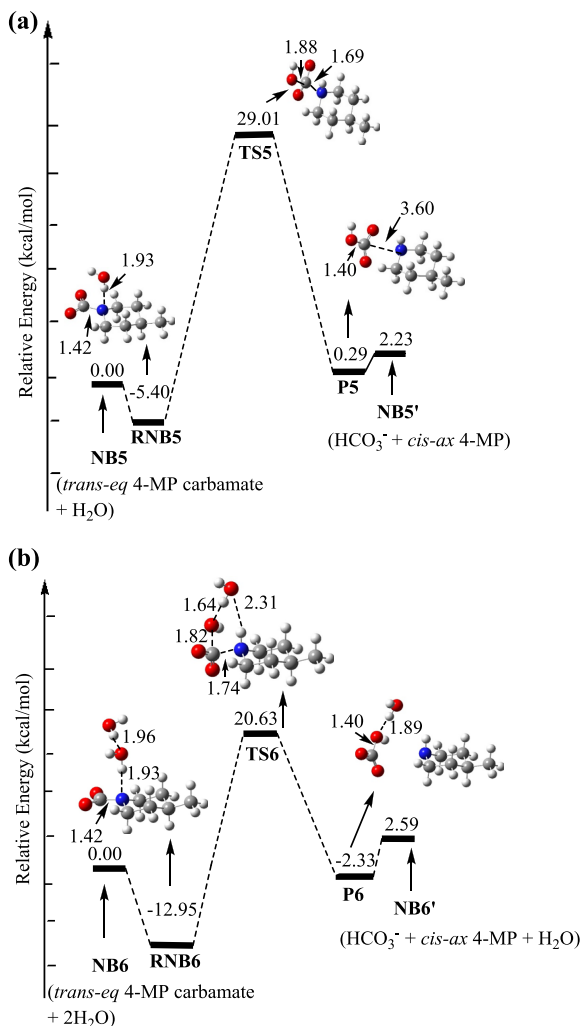 (a)
Relative Energy (kcal/mol)
1.88
1.69
29.01
TS5
3.60
1.40
1.93
1.42
0.00
-5.40
0.29
2.23
P5
RNB5
NB5
NB5'
(trans-eq 4-MP carbamate
+ H₂O)
(HCO₃⁻ + cis-ax 4-MP)
(b)
Relative Energy (kcal/mol)
1.64
2.31
1.82
1.74
20.63
TS6
1.40
1.89
1.96
1.93
1.42
0.00
-12.95
-2.33
2.59
P6
NB6
RNB6
NB6'
(trans-eq 4-MP carbamate
+ 2H₂O)
(HCO₃⁻ + cis-ax 4-MP + H₂O)